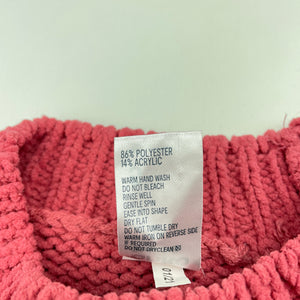 86% POLYESTER
14% ACRYLIC
WARM HAND WASH
DO NOT BLEACH
RINSE WELL
GENTLE SPIN
EASE INTO SHAPE
DRY FLAT
DO NOT TUMBLE DRY
WARM IRON ON REVERSE SIDE
IF REQUIRED
DO NOT DRYCLEAN